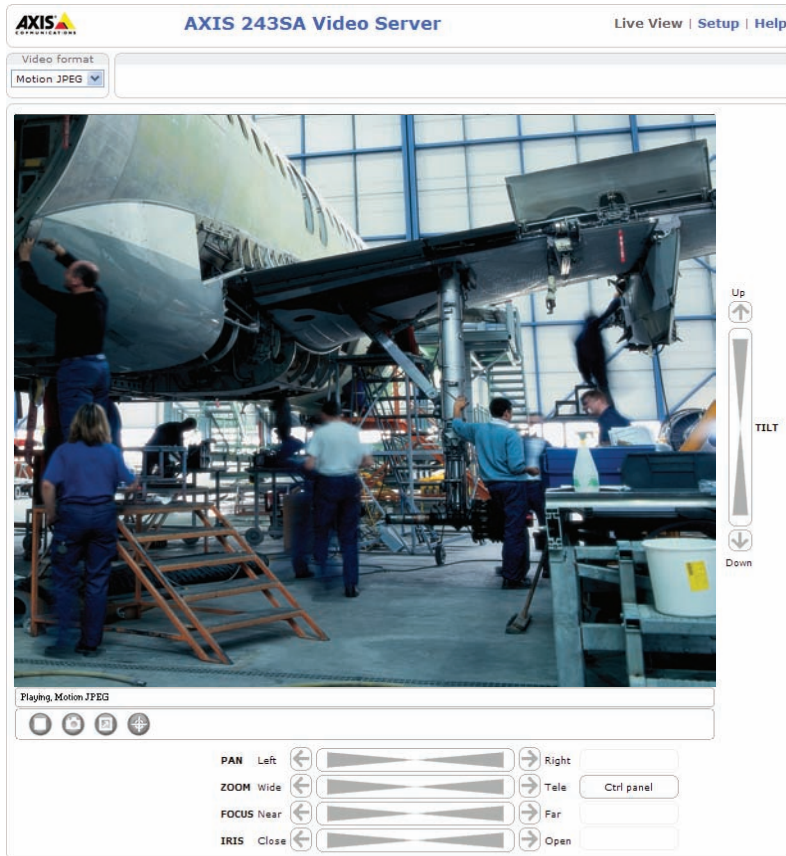 AXIS
COMMUNICATIONS
AXIS 243SA Video Server
Live View | Setup | Help
Video format
Motion JPEG
Up
TILT
Down
Playing, Motion JPEG
PAN Left Right
ZOOM Wide Tele Ctrl panel
FOCUS Near Far
IRIS Close Open